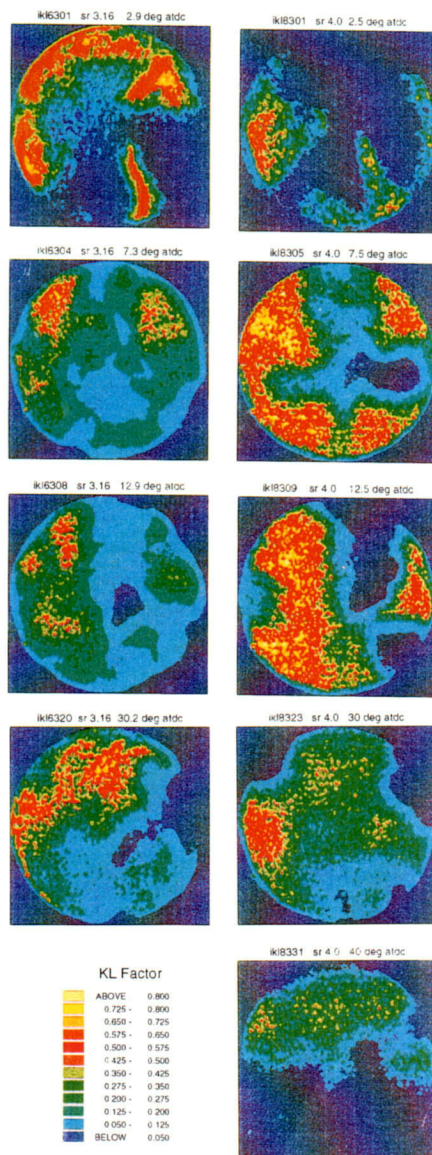 ikl6301 sr 3.16 2.9 deg atdc
ikl8301 sr 4.0 2.5 deg atdc
ikl6304 sr 3.16 7.3 deg atdc
ikl8305 sr 4.0 7.5 deg atdc
ikl6308 sr 3.16 12.9 deg atdc
ikl8309 sr 4.0 12.5 deg atdc
ikl6320 sr 3.16 30.2 deg atdc
ikl8323 sr 4.0 30 deg atdc
ikl8331 sr 4.0 40 deg atdc
KL Factor
ABOVE 0.800
0.725 - 0.800
0.650 - 0.725
0.575 - 0.650
0.500 - 0.575
0.425 - 0.500
0.350 - 0.425
0.275 - 0.350
0.200 - 0.275
0.125 - 0.200
0.050 - 0.125
BELOW 0.050